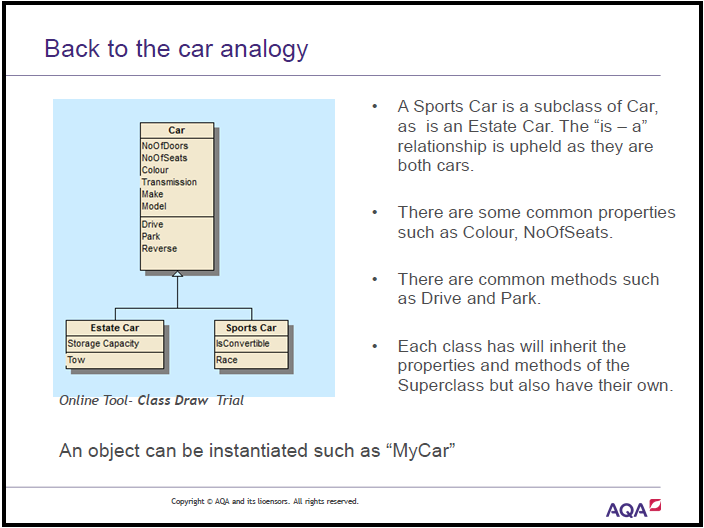 Back to the car analogy
Car
NoOfDoors
NoOfSeats
Colour
Transmission
Make
Model
Drive
Park
Reverse
Estate Car
Storage Capacity
Tow
Sports Car
IsConvertible
Race
Online Tool- Class Draw Trial
• A Sports Car is a subclass of Car,
as is an Estate Car. The “is – a”
relationship is upheld as they are
both cars.
• There are some common properties
such as Colour, NoOfSeats.
• There are common methods such
as Drive and Park.
• Each class has will inherit the
properties and methods of the
Superclass but also have their own.
An object can be instantiated such as “MyCar”
Copyright © AQA and its licensors. All rights reserved.
AQA